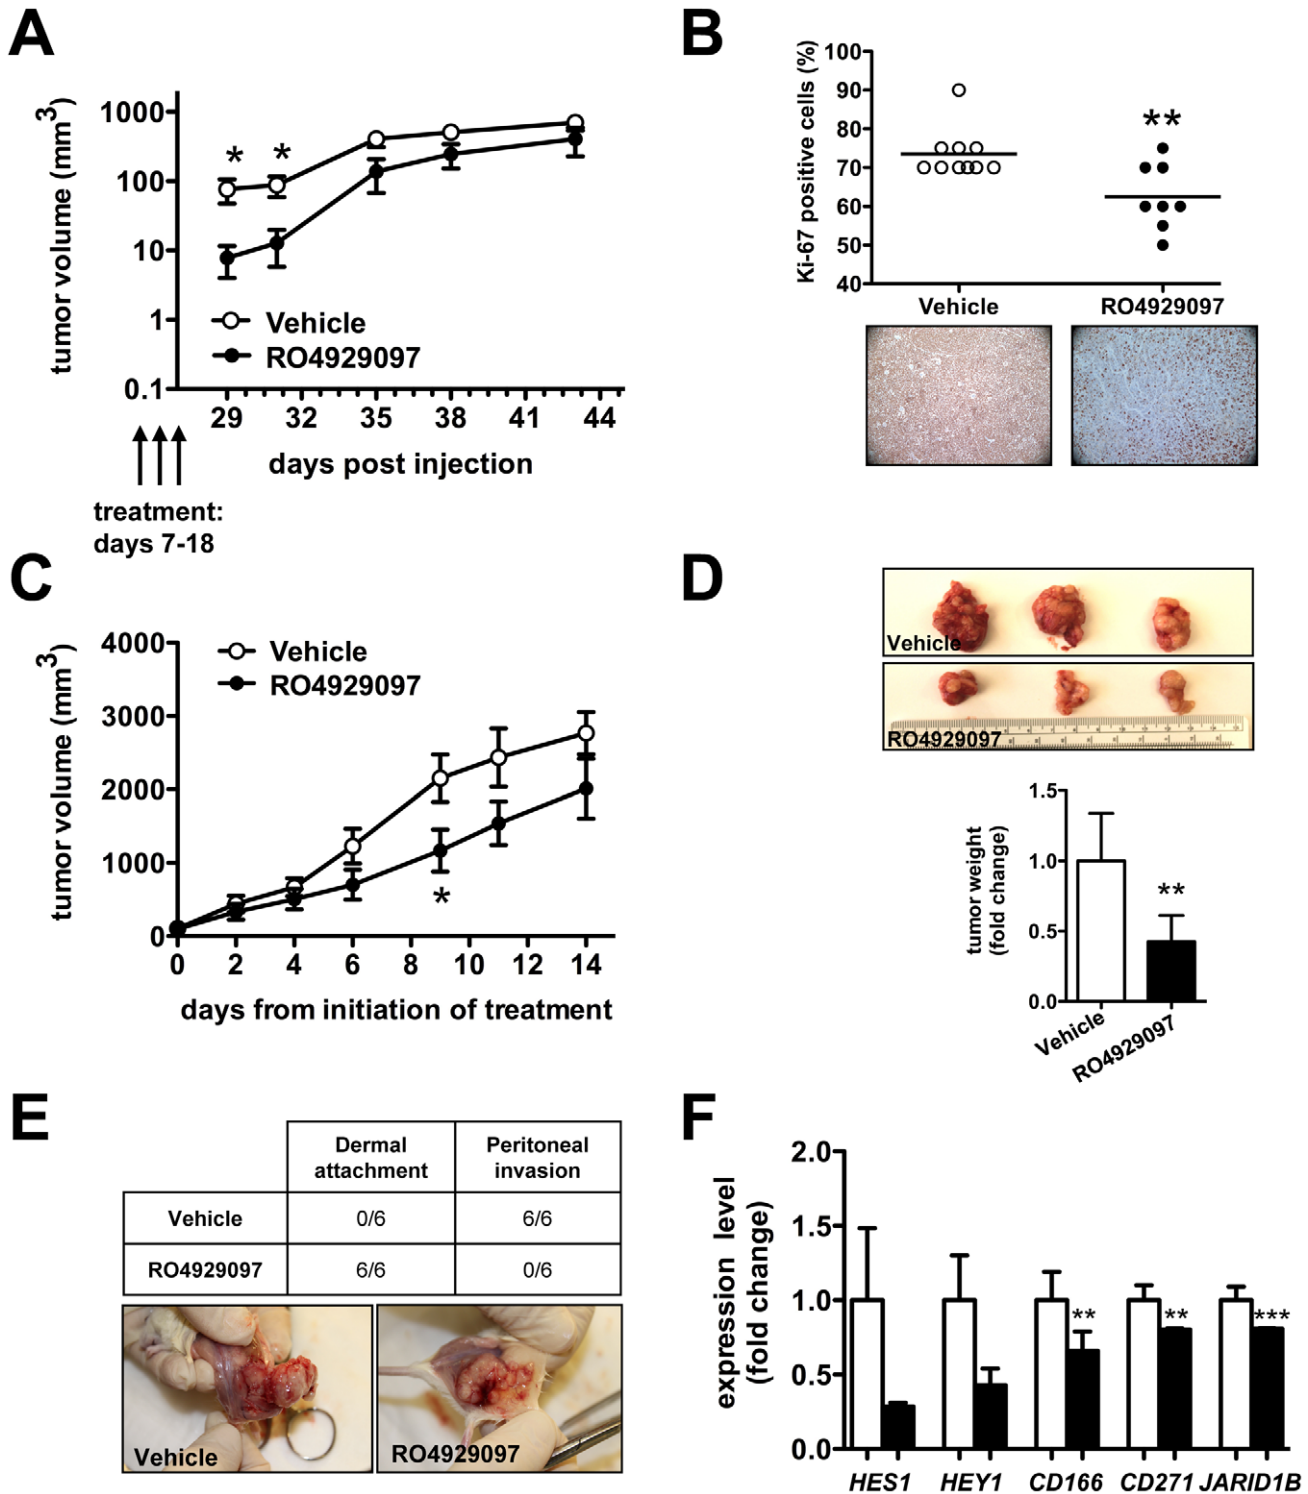 A
tumor volume (mm3)
1000
100
10
1
0.1
* *
Vehicle
RO4929097
29 32 35 38 41 44
days post injection
treatment:
days 7-18
B
Ki-67 positive cells (%)
100
90
80
70
60
50
40
**
Vehicle RO4929097
C
tumor volume (mm3)
4000
3000
2000
1000
0
Vehicle
RO4929097
*
0 2 4 6 8 10 12 14
days from initiation of treatment
D
Vehicle
RO4929097
tumor weight
(fold change)
1.5
1.0
0.5
0.0
**
Vehicle
RO4929097
E
Dermal
attachment
Peritoneal
invasion
Vehicle 0/6 6/6
RO4929097 6/6 0/6
Vehicle
RO4929097
F
expression level
(fold change)
2.0
1.5
1.0
0.5
0.0
** ** ***
HES1 HEY1 CD166 CD271 JARID1B